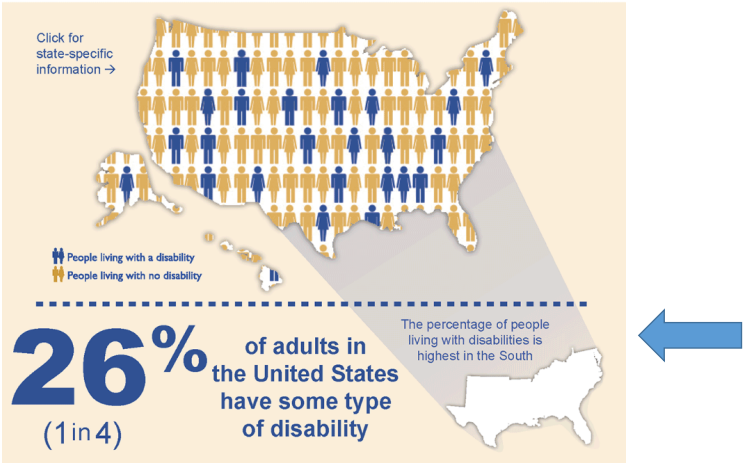 Click for
state-specific
information →
People living with a disability
People living with no disability
The percentage of people
living with disabilities is
highest in the South
26%
(1 in 4)
of adults in
the United States
have some type
of disability